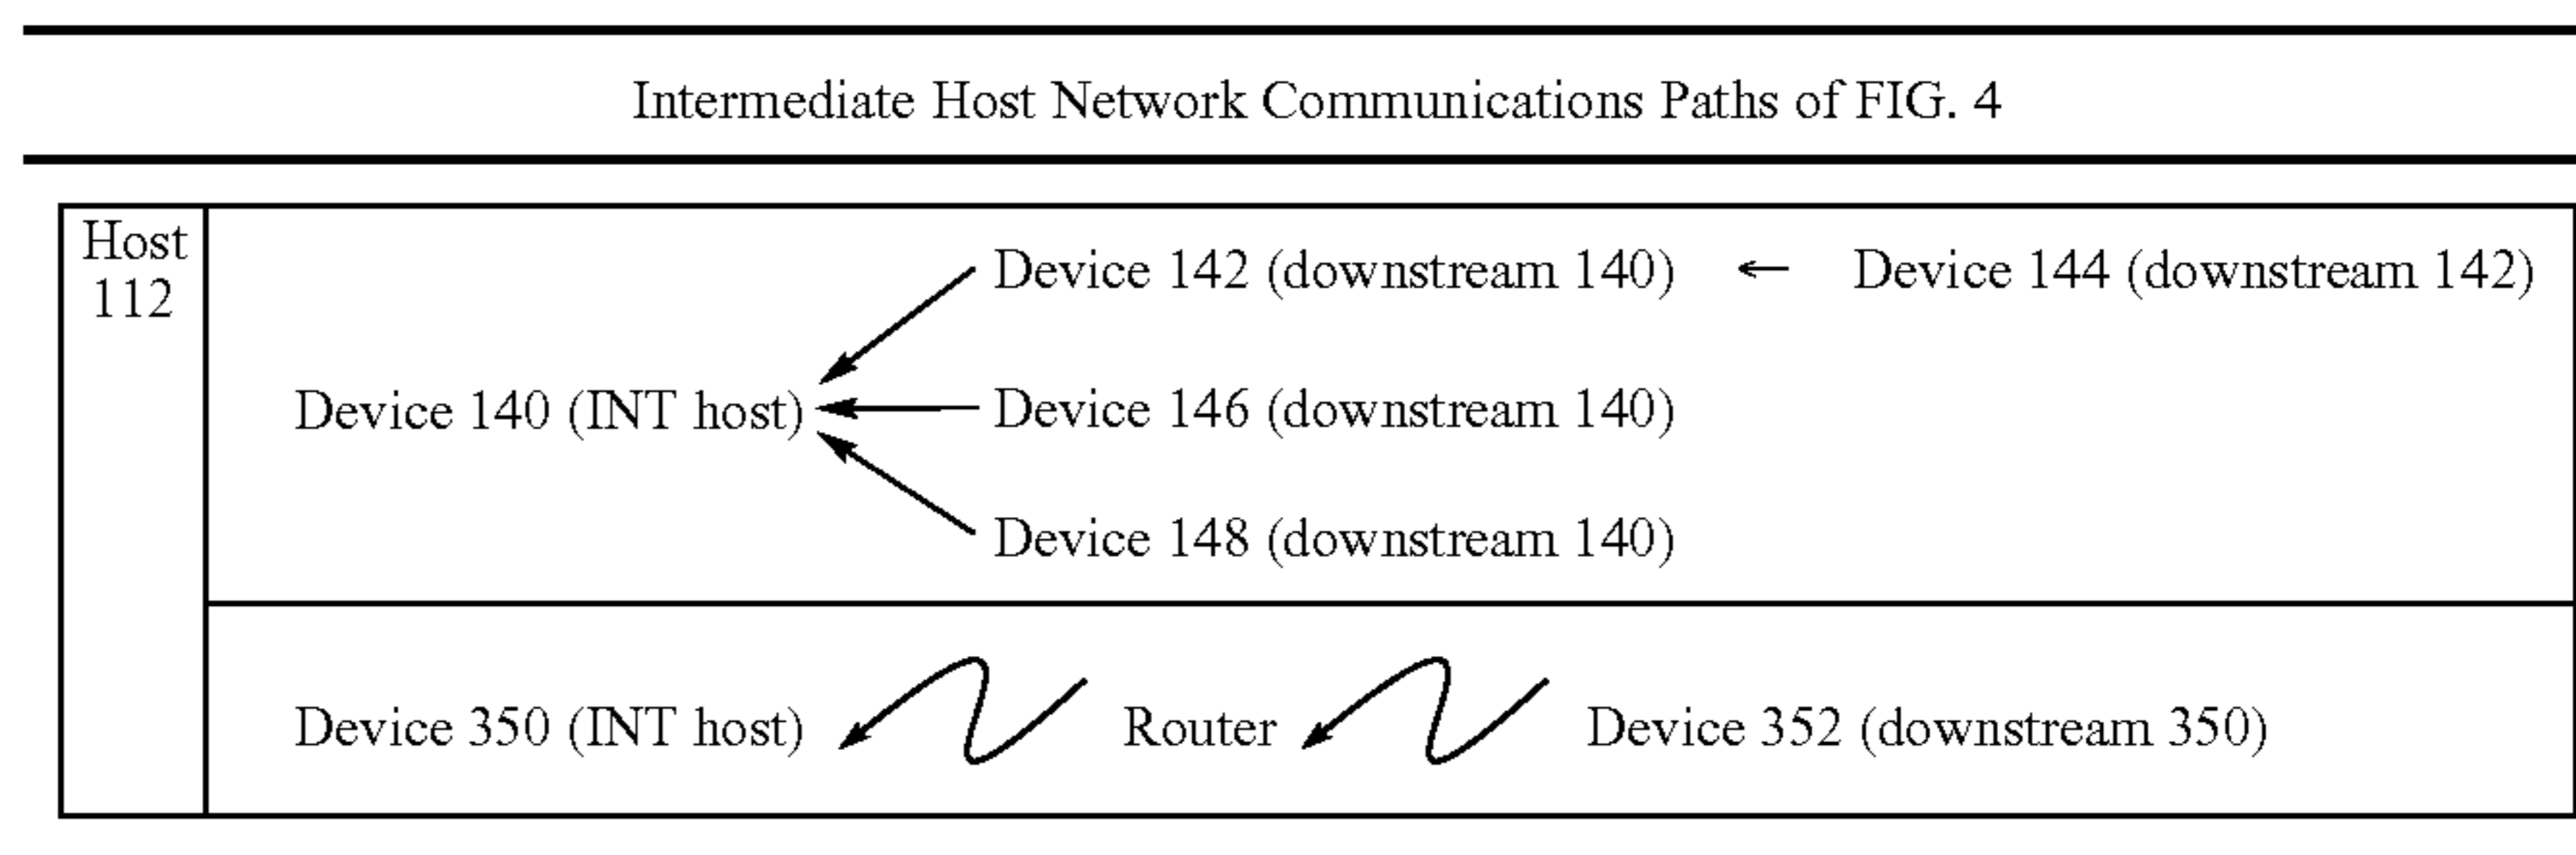 Intermediate Host Network Communications Paths of FIG. 4
Host
112
Device 142 (downstream 140) ← Device 144 (downstream 142)
Device 140 (INT host)
Device 146 (downstream 140)
Device 148 (downstream 140)
Device 350 (INT host)
Router
Device 352 (downstream 350)